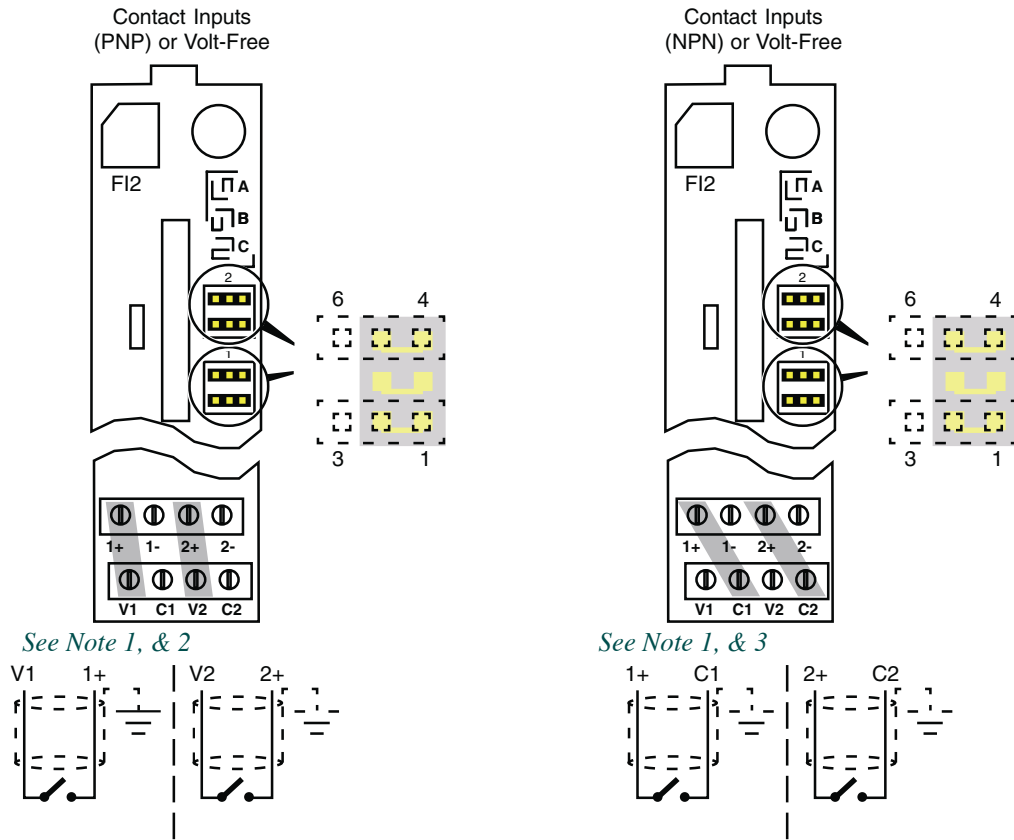 Contact Inputs
(PNP) or Volt-Free
FI2
A
B
C
2
1
6 4
3 1
1+ 1- 2+ 2-
V1 C1 V2 C2
See Note 1, & 2
V1 1+ V2 2+
Contact Inputs
(NPN) or Volt-Free
FI2
A
B
C
2
1
6 4
3 1
1+ 1- 2+ 2-
V1 C1 V2 C2
See Note 1, & 3
1+ C1 2+ C2